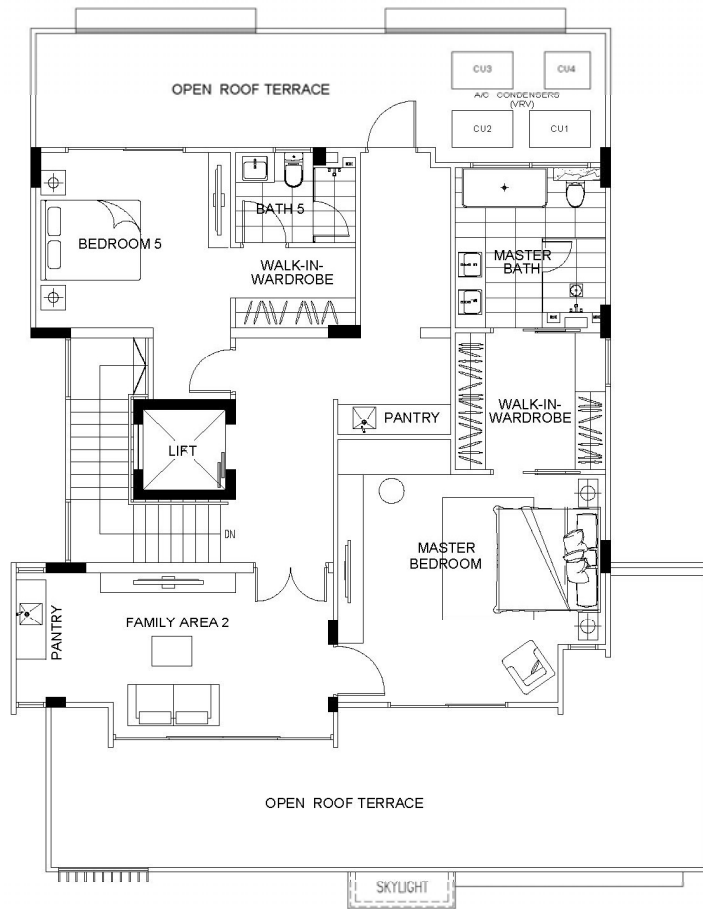 OPEN ROOF TERRACE
CU3
CU4
A/C CONDENSERS
(VRV)
CU2
CU1
BATH 5
BEDROOM 5
WALK-IN-
WARDROBE
MASTER
BATH
PANTRY
WALK-IN-
WARDROBE
LIFT
DN
MASTER
BEDROOM
PANTRY
FAMILY AREA 2
OPEN ROOF TERRACE
SKYLIGHT